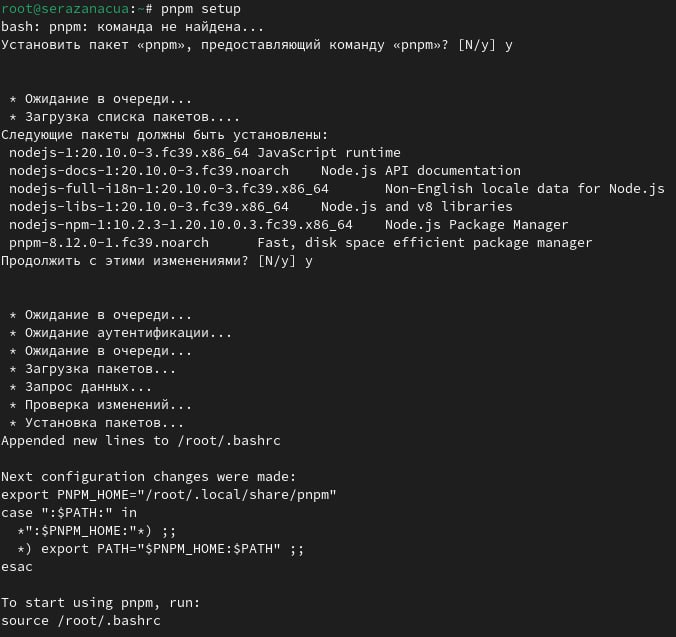 root@serazanacua:~# pnpm setup
bash: pnpm: команда не найдена...
Установить пакет «pnpm», предоставляющий команду «pnpm»? [N/y] y
 * Ожидание в очереди...
 * Загрузка списка пакетов....
Следующие пакеты должны быть установлены:
 nodejs-1:20.10.0-3.fc39.x86_64 JavaScript runtime
 nodejs-docs-1:20.10.0-3.fc39.noarch    Node.js API documentation
 nodejs-full-i18n-1:20.10.0-3.fc39.x86_64       Non-English locale data for Node.js
 nodejs-libs-1:20.10.0-3.fc39.x86_64    Node.js and v8 libraries
 nodejs-npm-1:10.2.3-1.20.10.0.3.fc39.x86_64    Node.js Package Manager
 pnpm-8.12.0-1.fc39.noarch      Fast, disk space efficient package manager
Продолжить с этими изменениями? [N/y] y
 * Ожидание в очереди...
 * Ожидание аутентификации...
 * Ожидание в очереди...
 * Загрузка пакетов...
 * Запрос данных...
 * Проверка изменений...
 * Установка пакетов...
Appended new lines to /root/.bashrc
Next configuration changes were made:
export PNPM_HOME="/root/.local/share/pnpm"
case ":$PATH:" in
  *":$PNPM_HOME:"*) ;;
  *) export PATH="$PNPM_HOME:$PATH" ;;
esac
To start using pnpm, run:
source /root/.bashrc